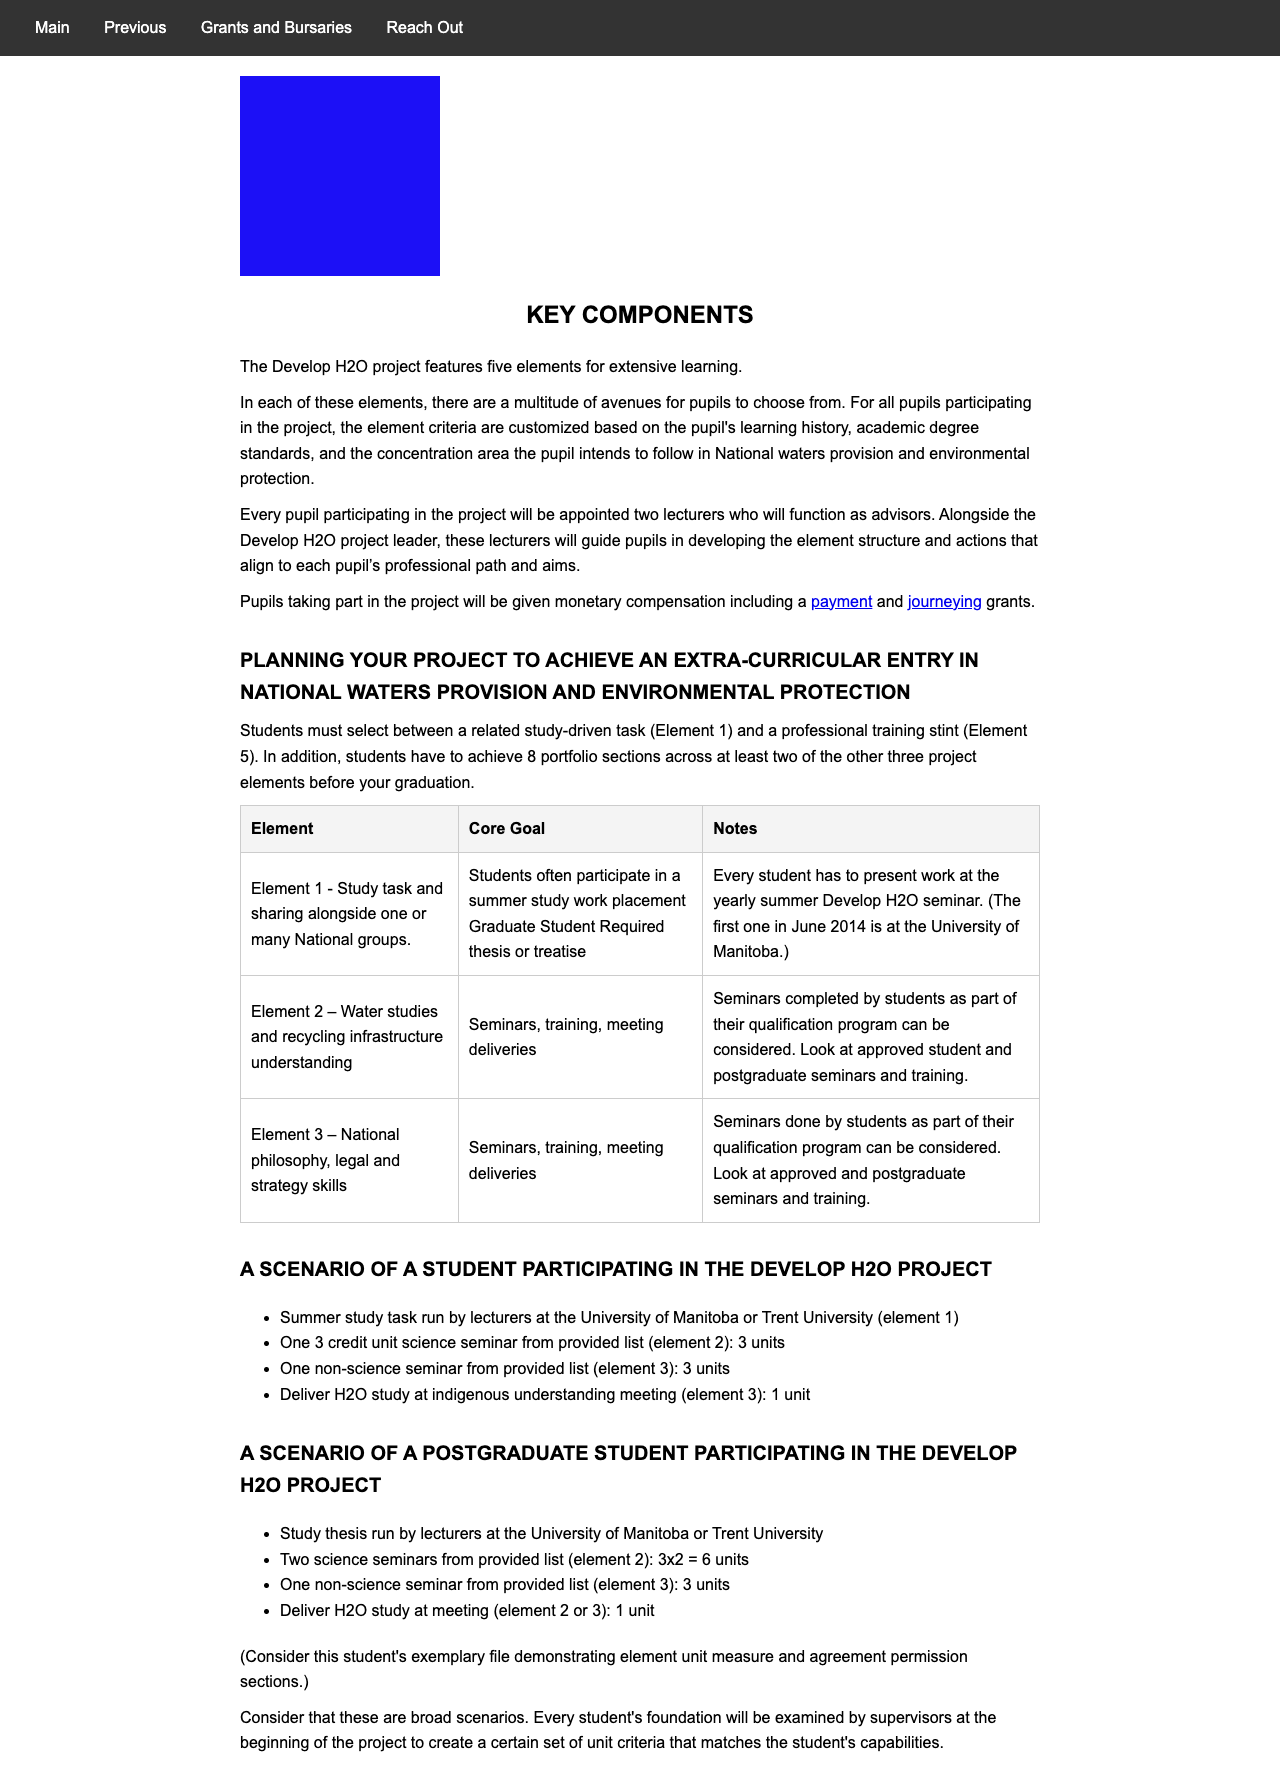 Main Previous Grants and Bursaries Reach Out
KEY COMPONENTS
The Develop H2O project features five elements for extensive learning.
In each of these elements, there are a multitude of avenues for pupils to choose from. For all pupils participating
in the project, the element criteria are customized based on the pupil's learning history, academic degree
standards, and the concentration area the pupil intends to follow in National waters provision and environmental
protection.
Every pupil participating in the project will be appointed two lecturers who will function as advisors. Alongside the
Develop H2O project leader, these lecturers will guide pupils in developing the element structure and actions that
align to each pupil’s professional path and aims.
Pupils taking part in the project will be given monetary compensation including a payment and journeying grants.
PLANNING YOUR PROJECT TO ACHIEVE AN EXTRA-CURRICULAR ENTRY IN
NATIONAL WATERS PROVISION AND ENVIRONMENTAL PROTECTION
Students must select between a related study-driven task (Element 1) and a professional training stint (Element
5). In addition, students have to achieve 8 portfolio sections across at least two of the other three project
elements before your graduation.
Element Core Goal Notes
Element 1 - Study task and
sharing alongside one or
many National groups.
Students often participate in a
summer study work placement
Graduate Student Required
thesis or treatise
Every student has to present work at the
yearly summer Develop H2O seminar. (The
first one in June 2014 is at the University of
Manitoba.)
Element 2 – Water studies
and recycling infrastructure
understanding
Seminars, training, meeting
deliveries
Seminars completed by students as part of
their qualification program can be
considered. Look at approved student and
postgraduate seminars and training.
Element 3 – National
philosophy, legal and
strategy skills
Seminars, training, meeting
deliveries
Seminars done by students as part of their
qualification program can be considered.
Look at approved and postgraduate
seminars and training.
A SCENARIO OF A STUDENT PARTICIPATING IN THE DEVELOP H2O PROJECT
• Summer study task run by lecturers at the University of Manitoba or Trent University (element 1)
• One 3 credit unit science seminar from provided list (element 2): 3 units
• One non-science seminar from provided list (element 3): 3 units
• Deliver H2O study at indigenous understanding meeting (element 3): 1 unit
A SCENARIO OF A POSTGRADUATE STUDENT PARTICIPATING IN THE DEVELOP
H2O PROJECT
• Study thesis run by lecturers at the University of Manitoba or Trent University
• Two science seminars from provided list (element 2): 3x2 = 6 units
• One non-science seminar from provided list (element 3): 3 units
• Deliver H2O study at meeting (element 2 or 3): 1 unit
(Consider this student's exemplary file demonstrating element unit measure and agreement permission
sections.)
Consider that these are broad scenarios. Every student's foundation will be examined by supervisors at the
beginning of the project to create a certain set of unit criteria that matches the student's capabilities.